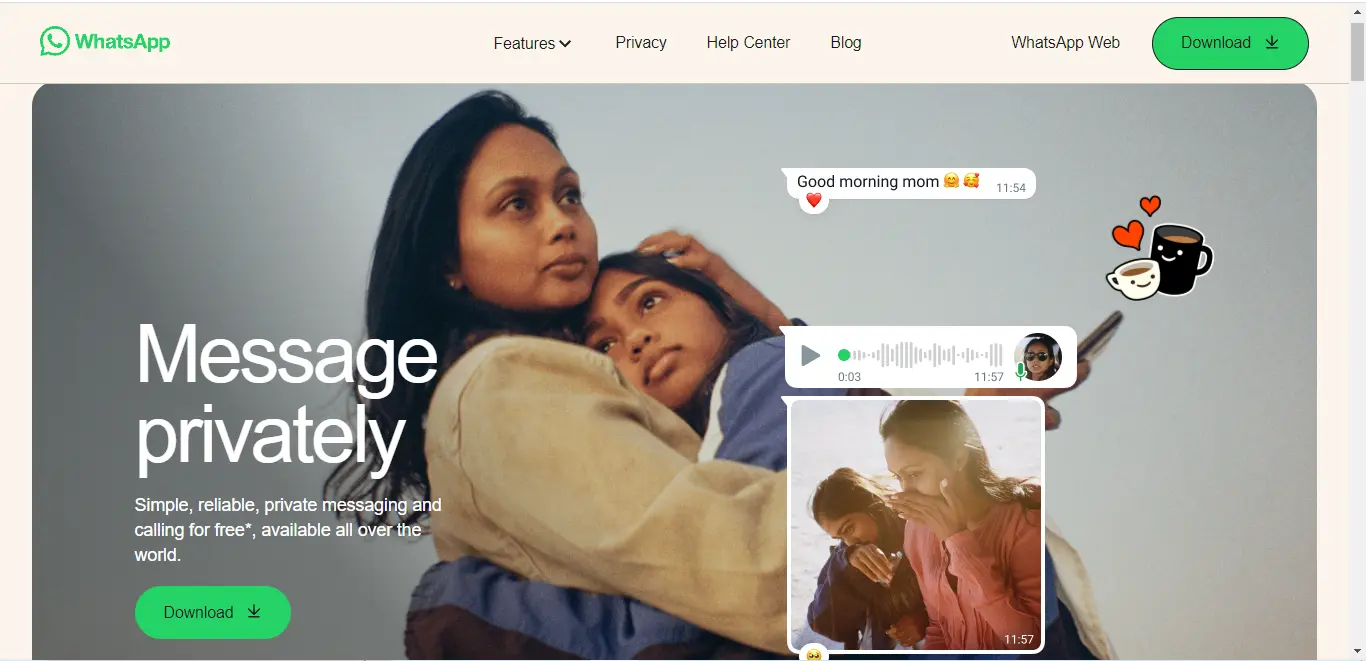 WhatsApp
Features
Privacy
Help Center
Blog
WhatsApp Web
Download
Message
privately
Simple, reliable, private messaging and
calling for free*, available all over the
world.
Download
Good morning mom 🤗 🥰 11:54
0:03 11:57
11:57